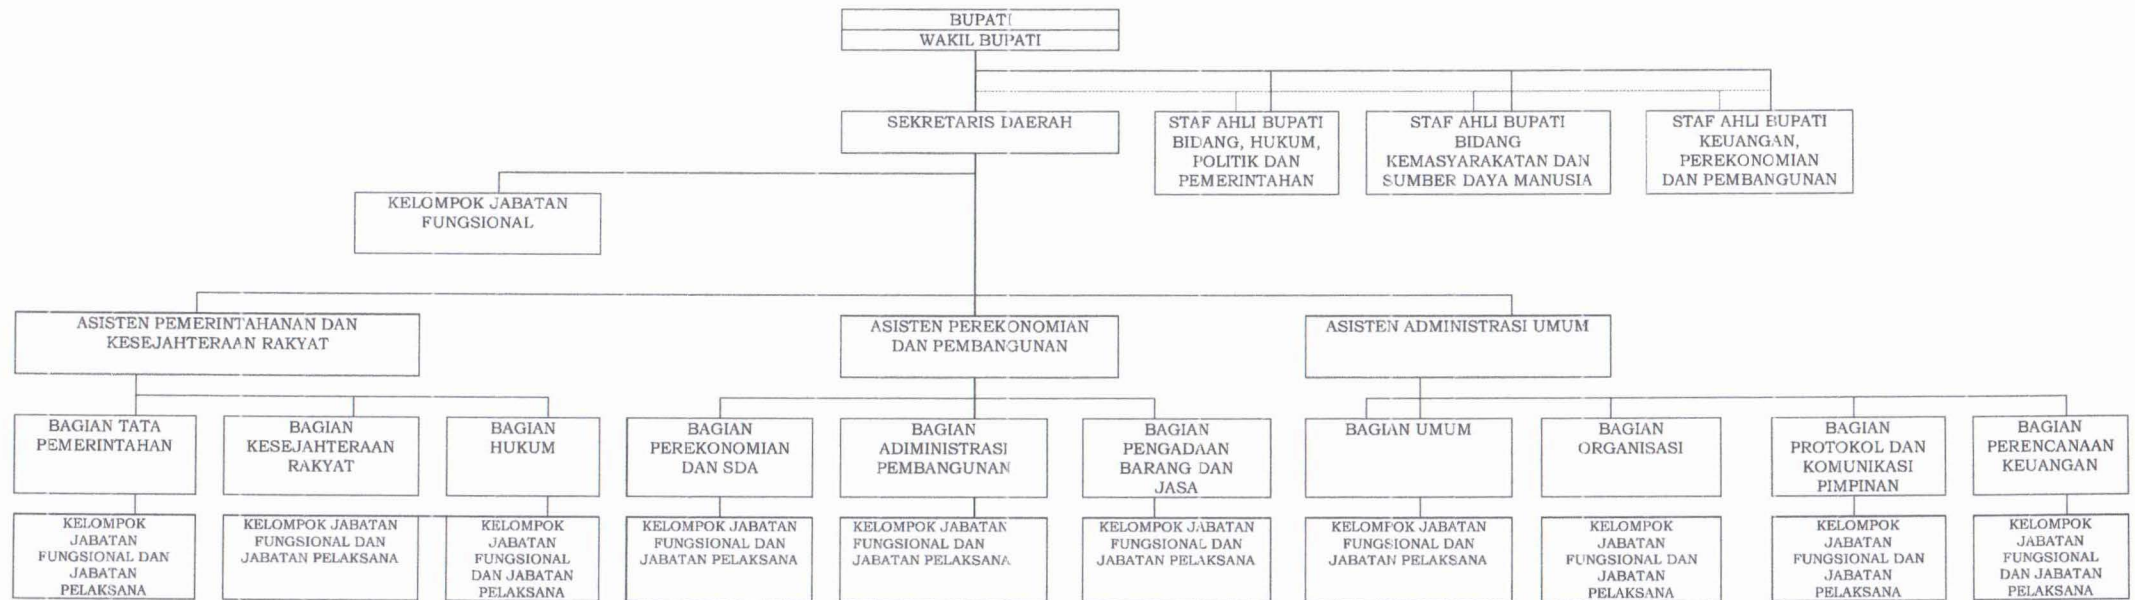 BUPATI
WAKIL BUPATI
SEKRETARIS DAERAH
STAF AHLI BUPATI
BIDANG, HUKUM,
POLITIK DAN
PEMERINTAHAN
STAF AHLI BUPATI
BIDANG
KEMASYARAKATAN DAN
SUMBER DAYA MANUSIA
STAF AHLI BUPATI
KEUANGAN,
PEREKONOMIAN
DAN PEMBANGUNAN
KELOMPOK JABATAN
FUNGSIONAL
ASISTEN PEMERINTAHANAN DAN
KESEJAHTERAAN RAKYAT
ASISTEN PEREKONOMIAN
DAN PEMBANGUNAN
ASISTEN ADMINISTRASI UMUM
BAGIAN TATA
PEMERINTAHAN
BAGIAN
KESEJAHTERAAN
RAKYAT
BAGIAN
HUKUM
BAGIAN
PEREKONOMIAN
DAN SDA
BAGIAN
ADIMINISTRASI
PEMBANGUNAN
BAGIAN
PENGADAAN
BARANG DAN
JASA
BAGIAN UMUM
BAGIAN
ORGANISASI
BAGIAN
PROTOKOL DAN
KOMUNIKASI
PIMPINAN
BAGIAN
PERENCANAAN
KEUANGAN
KELOMPOK
JABATAN
FUNGSIONAL DAN
JABATAN
PELAKSANA
KELOMPOK JABATAN
FUNGSIONAL DAN
JABATAN PELAKSANA
KELOMPOK
JABATAN
FUNGSIONAL
DAN JABATAN
PELAKSANA
KELOMPOK JABATAN
FUNGSIONAL DAN
JABATAN PELAKSANA
KELOMPOK JABATAN
FUNGSIONAL DAN
JABATAN PELAKSANA
KELOMPOK JABATAN
FUNGSIONAL DAN
JABATAN PELAKSANA
KELOMPOK JABATAN
FUNGSIONAL DAN
JABATAN PELAKSANA
KELOMPOK
JABATAN
FUNGSIONAL DAN
JABATAN
PELAKSANA
KELOMPOK
JABATAN
FUNGSIONAL DAN
JABATAN
PELAKSANA
KELOMPOK
JABATAN
FUNGSIONAL
DAN JABATAN
PELAKSANA